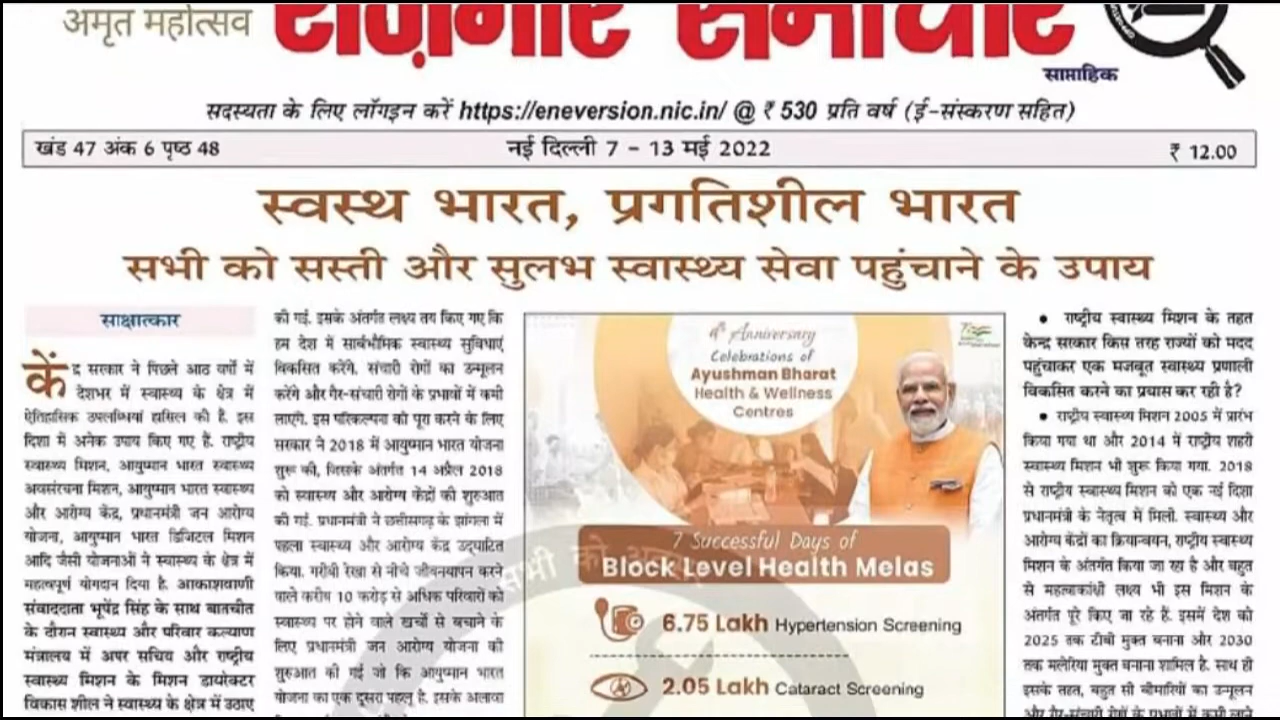 अमृत महोत्सव
रोज़गार समाचार
साप्ताहिक
सदस्यता के लिए लॉगइन करें https://eneversion.nic.in/ @ ₹ 530 प्रति वर्ष (ई-संस्करण सहित)
खंड 47 अंक 6 पृष्ठ 48
नई दिल्ली 7 - 13 मई 2022
₹ 12.00
स्वस्थ भारत, प्रगतिशील भारत
सभी को सस्ती और सुलभ स्वास्थ्य सेवा पहुंचाने के उपाय
साक्षात्कार
केंद्र सरकार ने पिछले आठ वर्षों में
देशभर में स्वास्थ्य के क्षेत्र में
ऐतिहासिक उपलब्धियां हासिल की है. इस
दिशा में अनेक उपाय किए गए हैं. राष्ट्रीय
स्वास्थ्य मिशन, आयुष्मान भारत स्वास्थ्य
अवसंरचना मिशन, आयुष्मान भारत स्वास्थ्य
और आरोग्य केंद्र, प्रधानमंत्री जन आरोग्य
योजना, आयुष्मान भारत डिजिटल मिशन
आदि जैसी योजनाओं ने स्वास्थ्य के क्षेत्र में
महत्वपूर्ण योगदान दिया है. आकाशवाणी
संवाददाता भूपेंद्र सिंह के साथ बातचीत
के दौरान स्वास्थ्य और परिवार कल्याण
मंत्रालय में अपर सचिव और राष्ट्रीय
स्वास्थ्य मिशन के मिशन डायरेक्टर
विकास शील ने स्वास्थ्य के क्षेत्र में उठाए
की गई. इसके अंतर्गत लक्ष्य तय किए गए कि
हम देश में सार्वभौमिक स्वास्थ्य सुविधाएं
विकसित करेंगे. संचारी रोगों का उन्मूलन
करेंगे और गैर-संचारी रोगों के प्रभावों में कमी
लाएंगे. इस परिकल्पना को पूरा करने के लिए
सरकार ने 2018 में आयुष्मान भारत योजना
शुरू की, जिसके अंतर्गत 14 अप्रैल 2018
को स्वास्थ्य और आरोग्य केंद्रों की शुरुआत
की गई. प्रधानमंत्री ने छत्तीसगढ़ के झांगला में
पहला स्वास्थ्य और आरोग्य केंद्र उद्घाटित
किया. गरीबी रेखा से नीचे जीवनयापन करने
वाले करीब 10 करोड़ से अधिक परिवारों को
स्वास्थ्य पर होने वाले खर्चों से बचाने के
लिए प्रधानमंत्री जन आरोग्य योजना की
शुरुआत की गई जो कि आयुष्मान भारत
योजना का एक दूसरा पहलू है. इसके अलावा
4th Anniversary
Celebrations of
Ayushman Bharat
Health & Wellness
Centres
7 Successful Days of
Block Level Health Melas
6.75 Lakh Hypertension Screening
2.05 Lakh Cataract Screening
सभी को
• राष्ट्रीय स्वास्थ्य मिशन के तहत
केन्द्र सरकार किस तरह राज्यों को मदद
पहुंचाकर एक मजबूत स्वास्थ्य प्रणाली
विकसित करने का प्रयास कर रही है?
• राष्ट्रीय स्वास्थ्य मिशन 2005 में प्रारंभ
किया गया था और 2014 में राष्ट्रीय शहरी
स्वास्थ्य मिशन भी शुरू किया गया. 2018
से राष्ट्रीय स्वास्थ्य मिशन को एक नई दिशा
प्रधानमंत्री के नेतृत्व में मिली. स्वास्थ्य और
आरोग्य केंद्रों का क्रियान्वयन, राष्ट्रीय स्वास्थ्य
मिशन के अंतर्गत किया जा रहा है और बहुत
से महत्वाकांक्षी लक्ष्य भी इस मिशन के
अंतर्गत पूरे किए जा रहे हैं. इसमें देश को
2025 तक टीबी मुक्त बनाना और 2030
तक मलेरिया मुक्त बनाना शामिल है. साथ ही
इसके तहत, बहुत सी बीमारियों का उन्मूलन
और गैर-संचारी रोगों के प्रभावों में कमी लाने